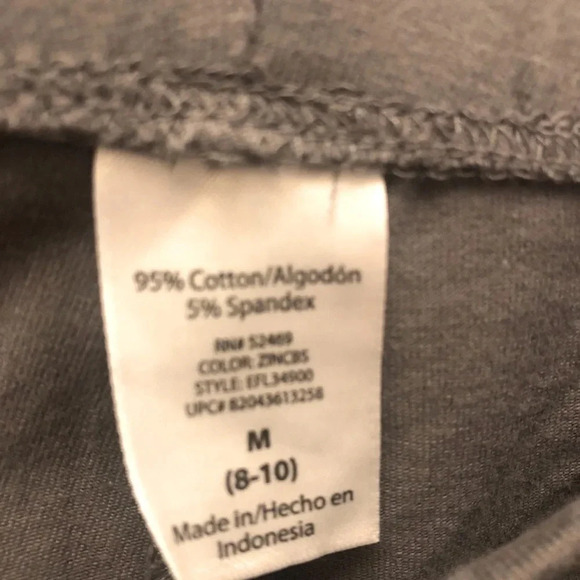 95% Cotton/Algodón
5% Spandex
RN# 52469
COLOR: ZINCBS
STYLE: EFL34900
UPC# 82043613258
M
(8-10)
Made in/Hecho en
Indonesia